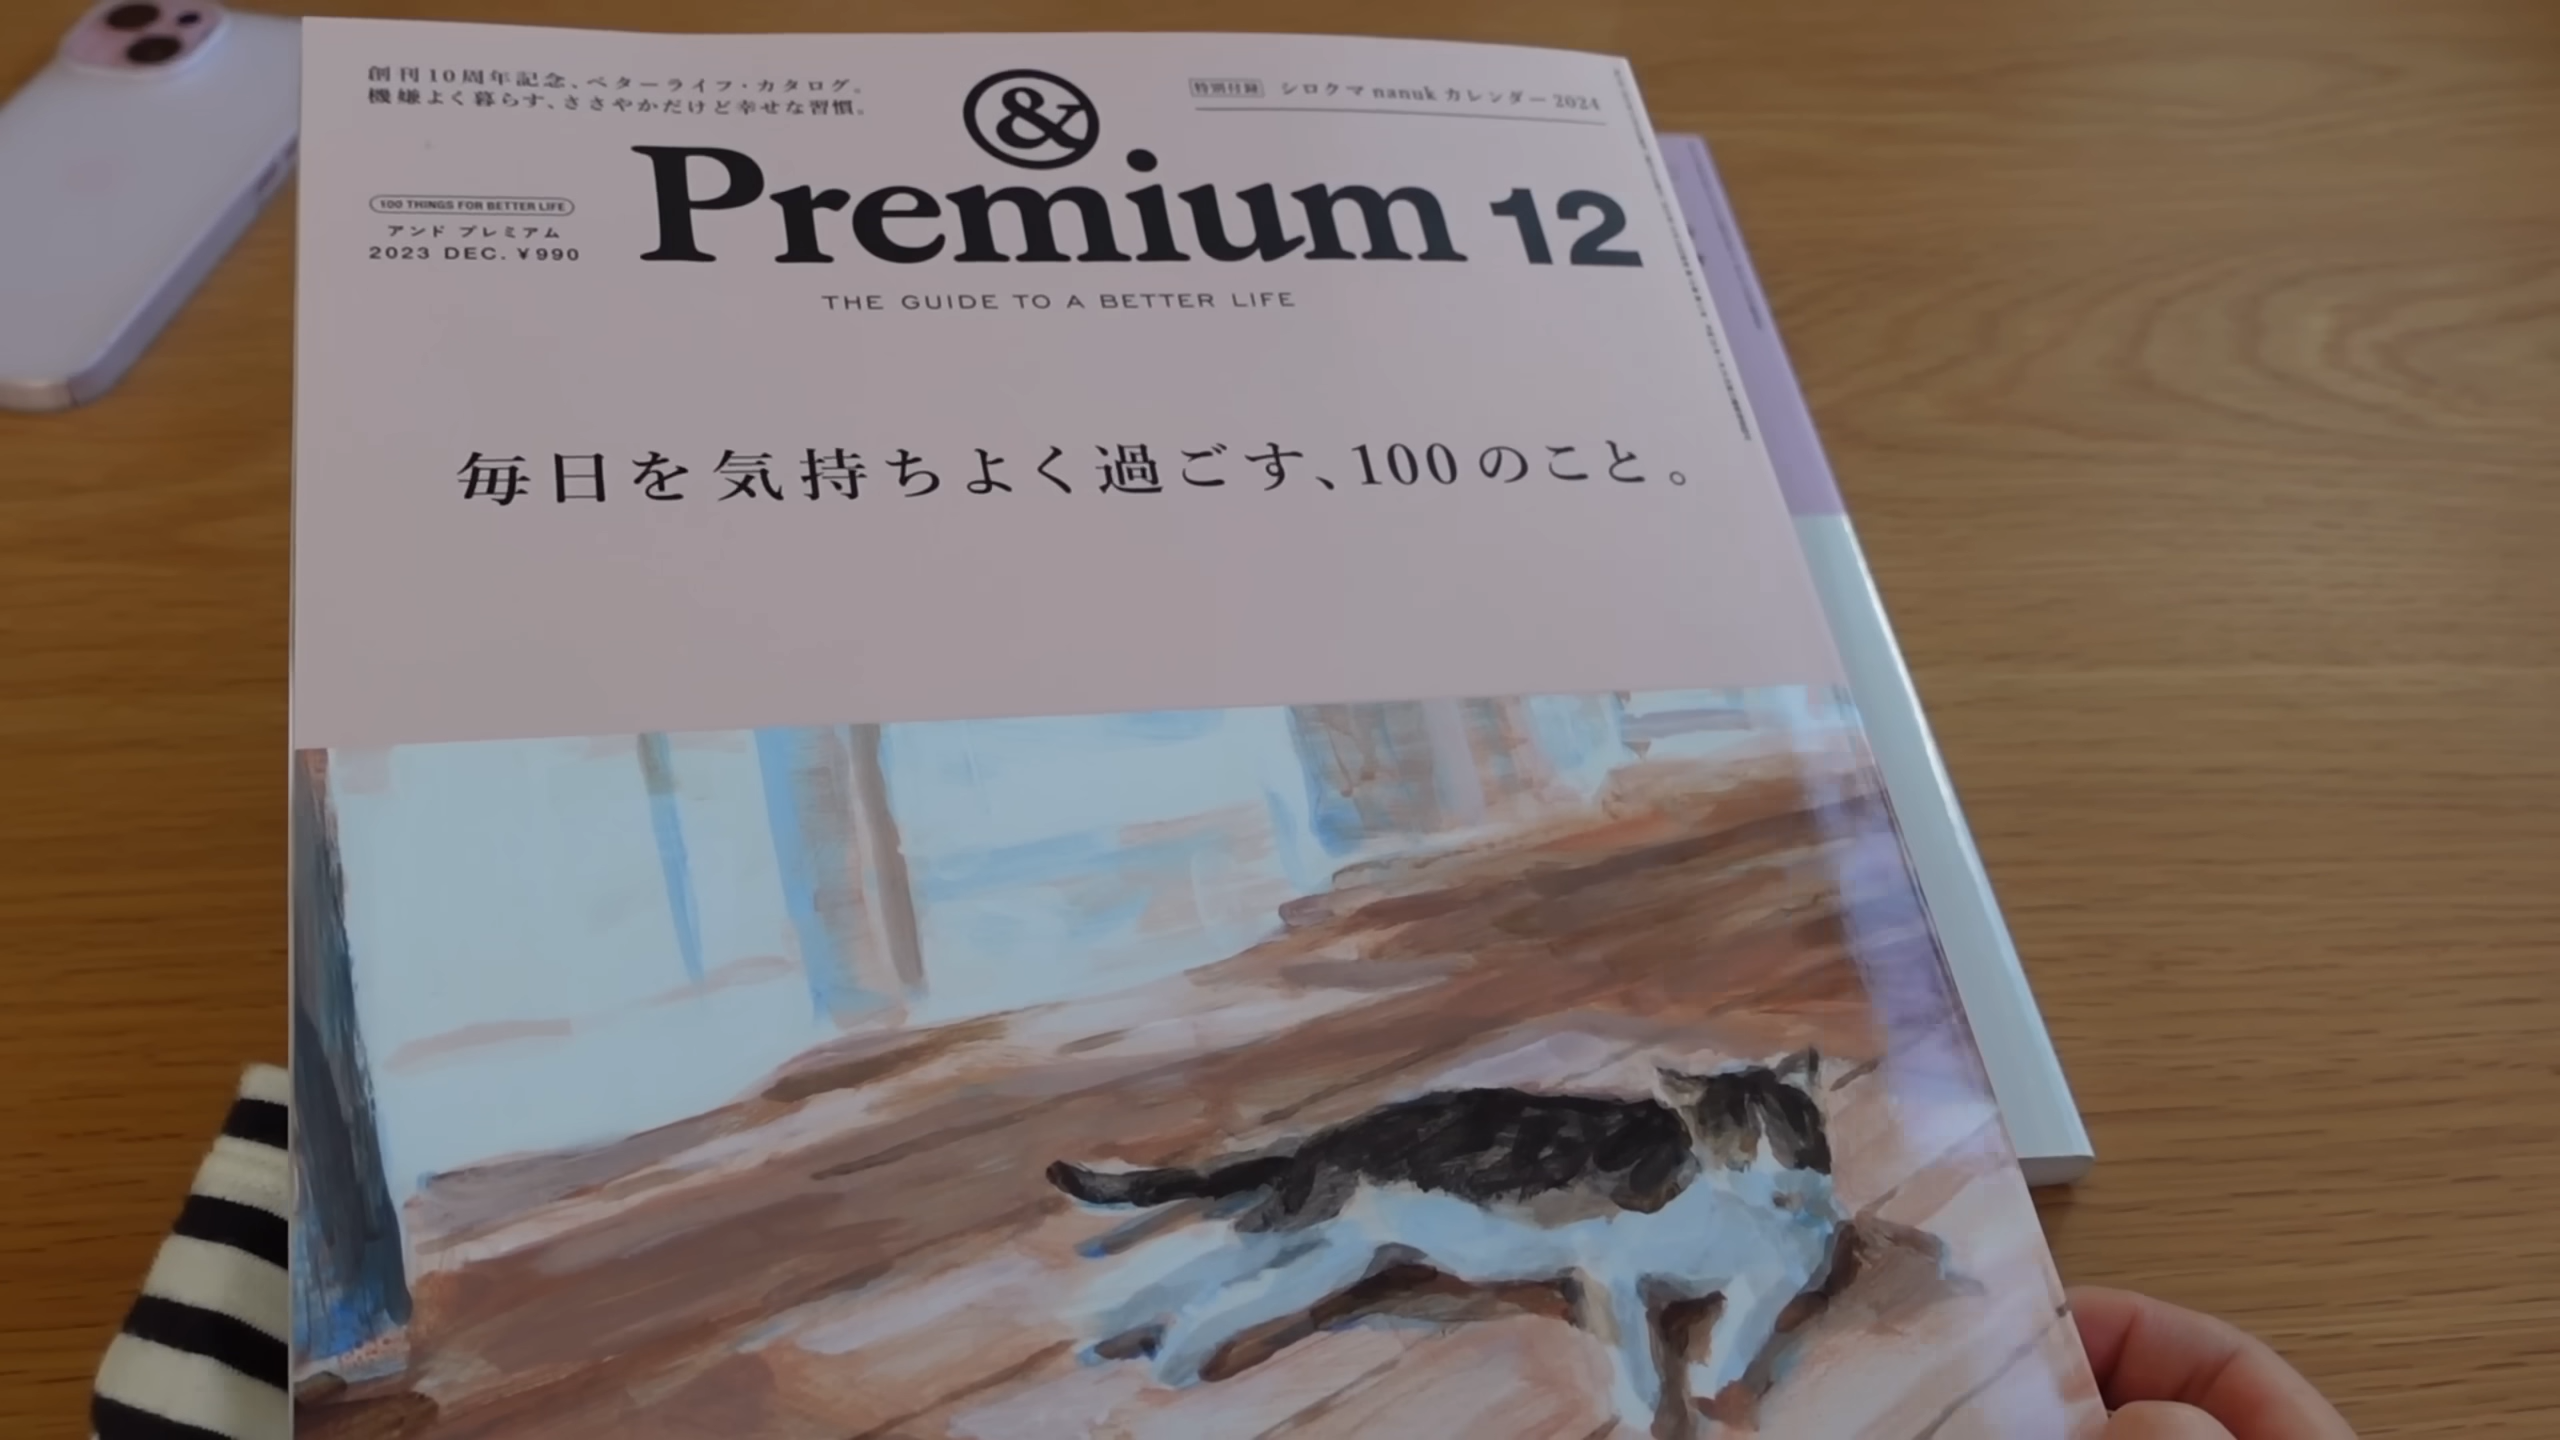 創刊10周年記念、ベターライフ・カタログ。
機嫌よく暮らす、ささやかだけど幸せな習慣。
特別付録 シロクマ nanuk カレンダー 2024
&
Premium 12
100 THINGS FOR BETTER LIFE
アンド プレミアム
2023 DEC. ¥990
THE GUIDE TO A BETTER LIFE
毎日を気持ちよく過ごす、100のこと。